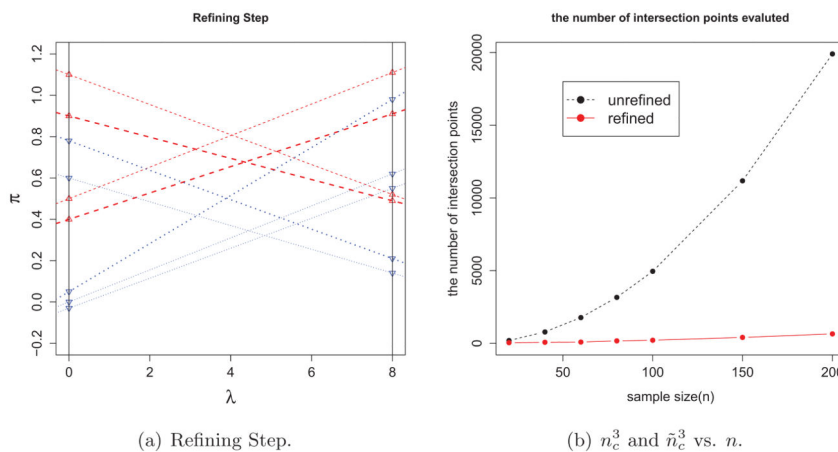 Refining Step
π
1.2
1.0
0.8
0.6
0.4
0.2
0.0
−0.2
0 2 4 6 8
λ
(a) Refining Step.
the number of intersection points evaluted
the number of intersection points
20000
15000
10000
5000
0
unrefined
refined
50 100 150 200
sample size(n)
(b) n_c^3 and ñ_c^3 vs. n.